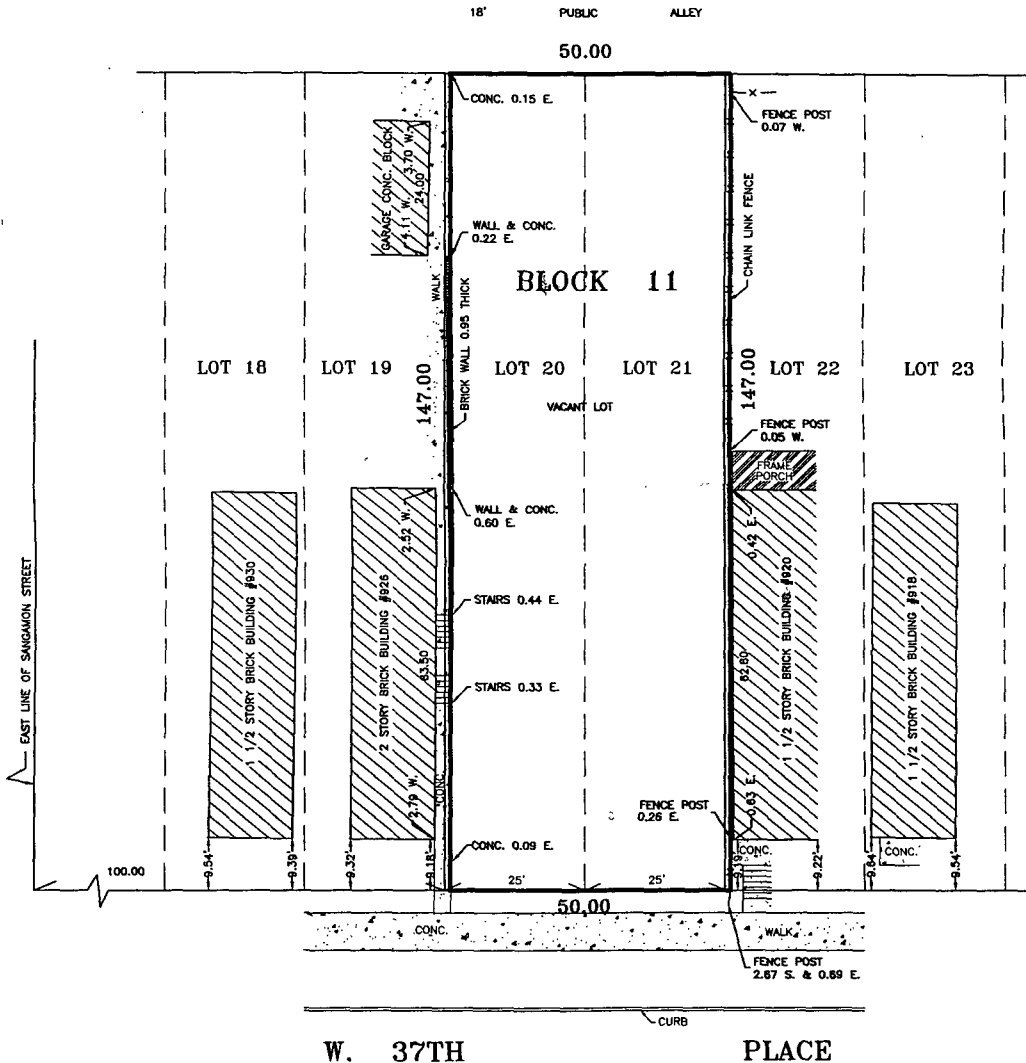 18' PUBLIC ALLEY
50.00
CONC. 0.15 E.
FENCE POST
0.07 W.
GARAGE CONC. BLOCK
4.11 W.
3.70 W.
24.00
WALL & CONC.
0.22 E.
WALK
CHAIN LINK FENCE
BLOCK 11
BRICK WALL 0.95 THICK
LOT 18
LOT 19
LOT 20
LOT 21
LOT 22
LOT 23
147.00
147.00
VACANT LOT
FENCE POST
0.05 W.
FRAME
PORCH
WALL & CONC.
0.60 E.
2.52 W.
0.42 E.
EAST LINE OF SANGAMON STREET
1 1/2 STORY BRICK BUILDING #930
2 STORY BRICK BUILDING #926
63.50
STAIRS 0.44 E.
STAIRS 0.33 E.
62.80
1 1/2 STORY BRICK BUILDING #920
1 1/2 STORY BRICK BUILDING #918
2.79 W.
CONC.
FENCE POST
0.26 E.
0.63 E.
CONC. 0.09 E.
CONC.
CONC.
100.00
9.54'
9.39'
9.32'
9.18'
25'
25'
9.19'
9.22'
9.64'
9.54'
50.00
CONC.
WALK
FENCE POST
2.67 S. & 0.69 E.
CURB
W. 37TH PLACE